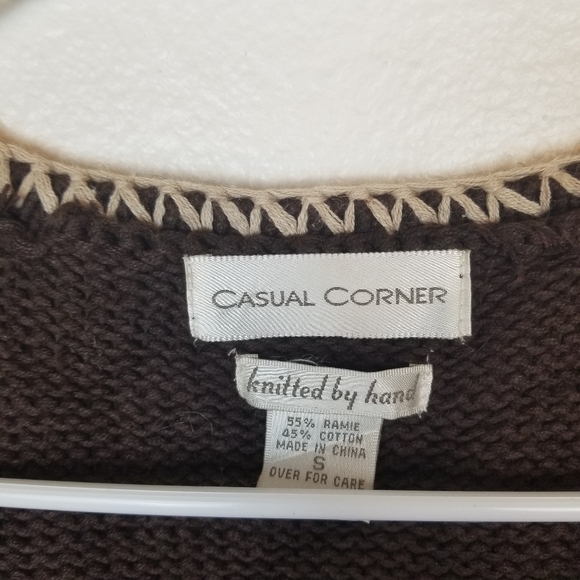 CASUAL CORNER
knitted by hand
55% RAMIE
45% COTTON
MADE IN CHINA
S
OVER FOR CARE